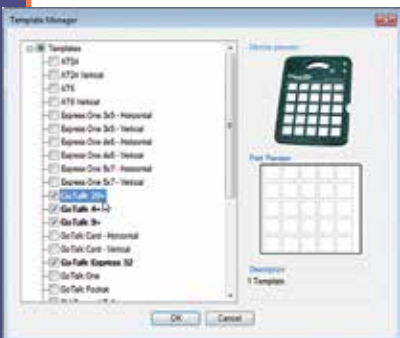 Template Manager
Templates
AT24
AT24 Vertical
AT6
AT6 Vertical
Express One 3x5 - Horizontal
Express One 3x5 - Vertical
Express One 4x6 - Horizontal
Express One 4x6 - Vertical
Express One 5x7 - Horizontal
Express One 5x7 - Vertical
GoTalk 20+
GoTalk 4+
GoTalk 9+
GoTalk Card - Horizontal
GoTalk Card - Vertical
GoTalk Express 32
GoTalk One
GoTalk Pocket
Device preview
Print Preview
Description
1 Template
OK
Cancel